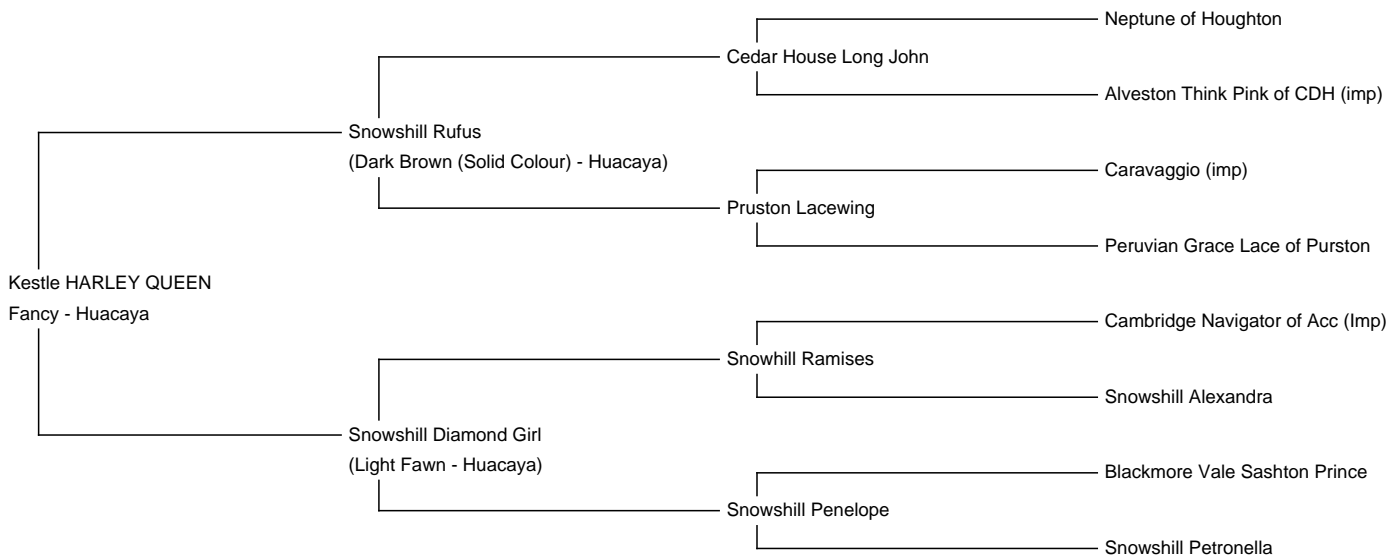 Neptune of Houghton
Cedar House Long John
Alveston Think Pink of CDH (imp)
Snowshill Rufus
(Dark Brown (Solid Colour) - Huacaya)
Caravaggio (imp)
Pruston Lacewing
Peruvian Grace Lace of Purston
Kestle HARLEY QUEEN
Fancy - Huacaya
Cambridge Navigator of Acc (Imp)
Snowhill Ramises
Snowshill Alexandra
Snowshill Diamond Girl
(Light Fawn - Huacaya)
Blackmore Vale Sashton Prince
Snowshill Penelope
Snowshill Petronella